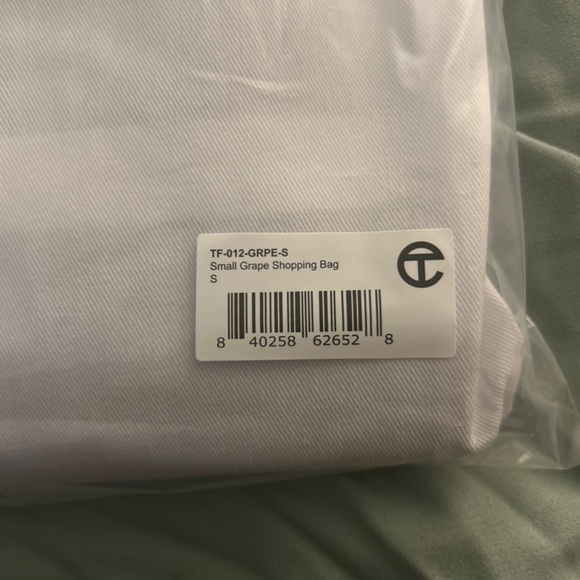 TF-012-GRPE-S
Small Grape Shopping Bag
S
8 40258 62652 8